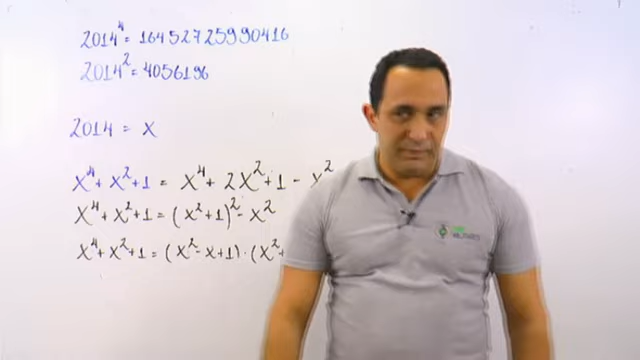 2014⁴ = 16452725990416
2014² = 4056196
2014 = x
x⁴ + x² + 1 = x⁴ + 2x² + 1 - x²
x⁴ + x² + 1 = (x² + 1)² - x²
x⁴ + x² + 1 = (x² - x + 1) · (x² +